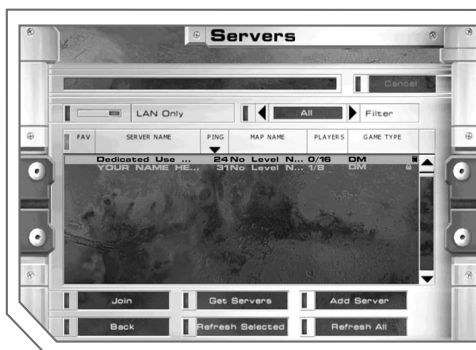 Servers
Cancel
LAN Only All Filter
FAV SERVER NAME PING MAP NAME PLAYERS GAME TYPE
Dedicated Use ... 24 No Level N... 0/16 DM
YOUR NAME HE... 31 No Level N... 1/8 DM
Join Get Servers Add Server
Back Refresh Selected Refresh All